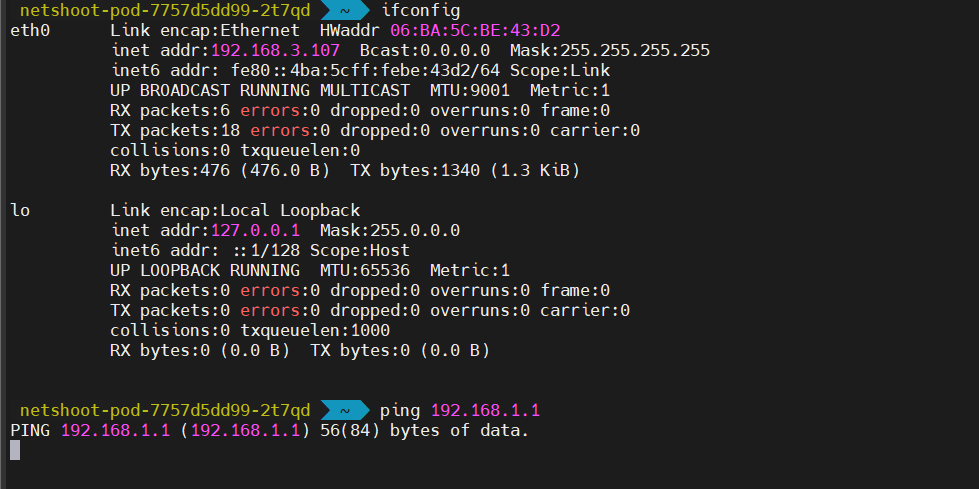 netshoot-pod-7757d5dd99-2t7qd ~ ifconfig
eth0 Link encap:Ethernet HWaddr 06:BA:5C:BE:43:D2
inet addr:192.168.3.107 Bcast:0.0.0.0 Mask:255.255.255.255
inet6 addr: fe80::4ba:5cff:febe:43d2/64 Scope:Link
UP BROADCAST RUNNING MULTICAST MTU:9001 Metric:1
RX packets:6 errors:0 dropped:0 overruns:0 frame:0
TX packets:18 errors:0 dropped:0 overruns:0 carrier:0
collisions:0 txqueuelen:0
RX bytes:476 (476.0 B) TX bytes:1340 (1.3 KiB)
lo Link encap:Local Loopback
inet addr:127.0.0.1 Mask:255.0.0.0
inet6 addr: ::1/128 Scope:Host
UP LOOPBACK RUNNING MTU:65536 Metric:1
RX packets:0 errors:0 dropped:0 overruns:0 frame:0
TX packets:0 errors:0 dropped:0 overruns:0 carrier:0
collisions:0 txqueuelen:1000
RX bytes:0 (0.0 B) TX bytes:0 (0.0 B)
netshoot-pod-7757d5dd99-2t7qd ~ ping 192.168.1.1
PING 192.168.1.1 (192.168.1.1) 56(84) bytes of data.